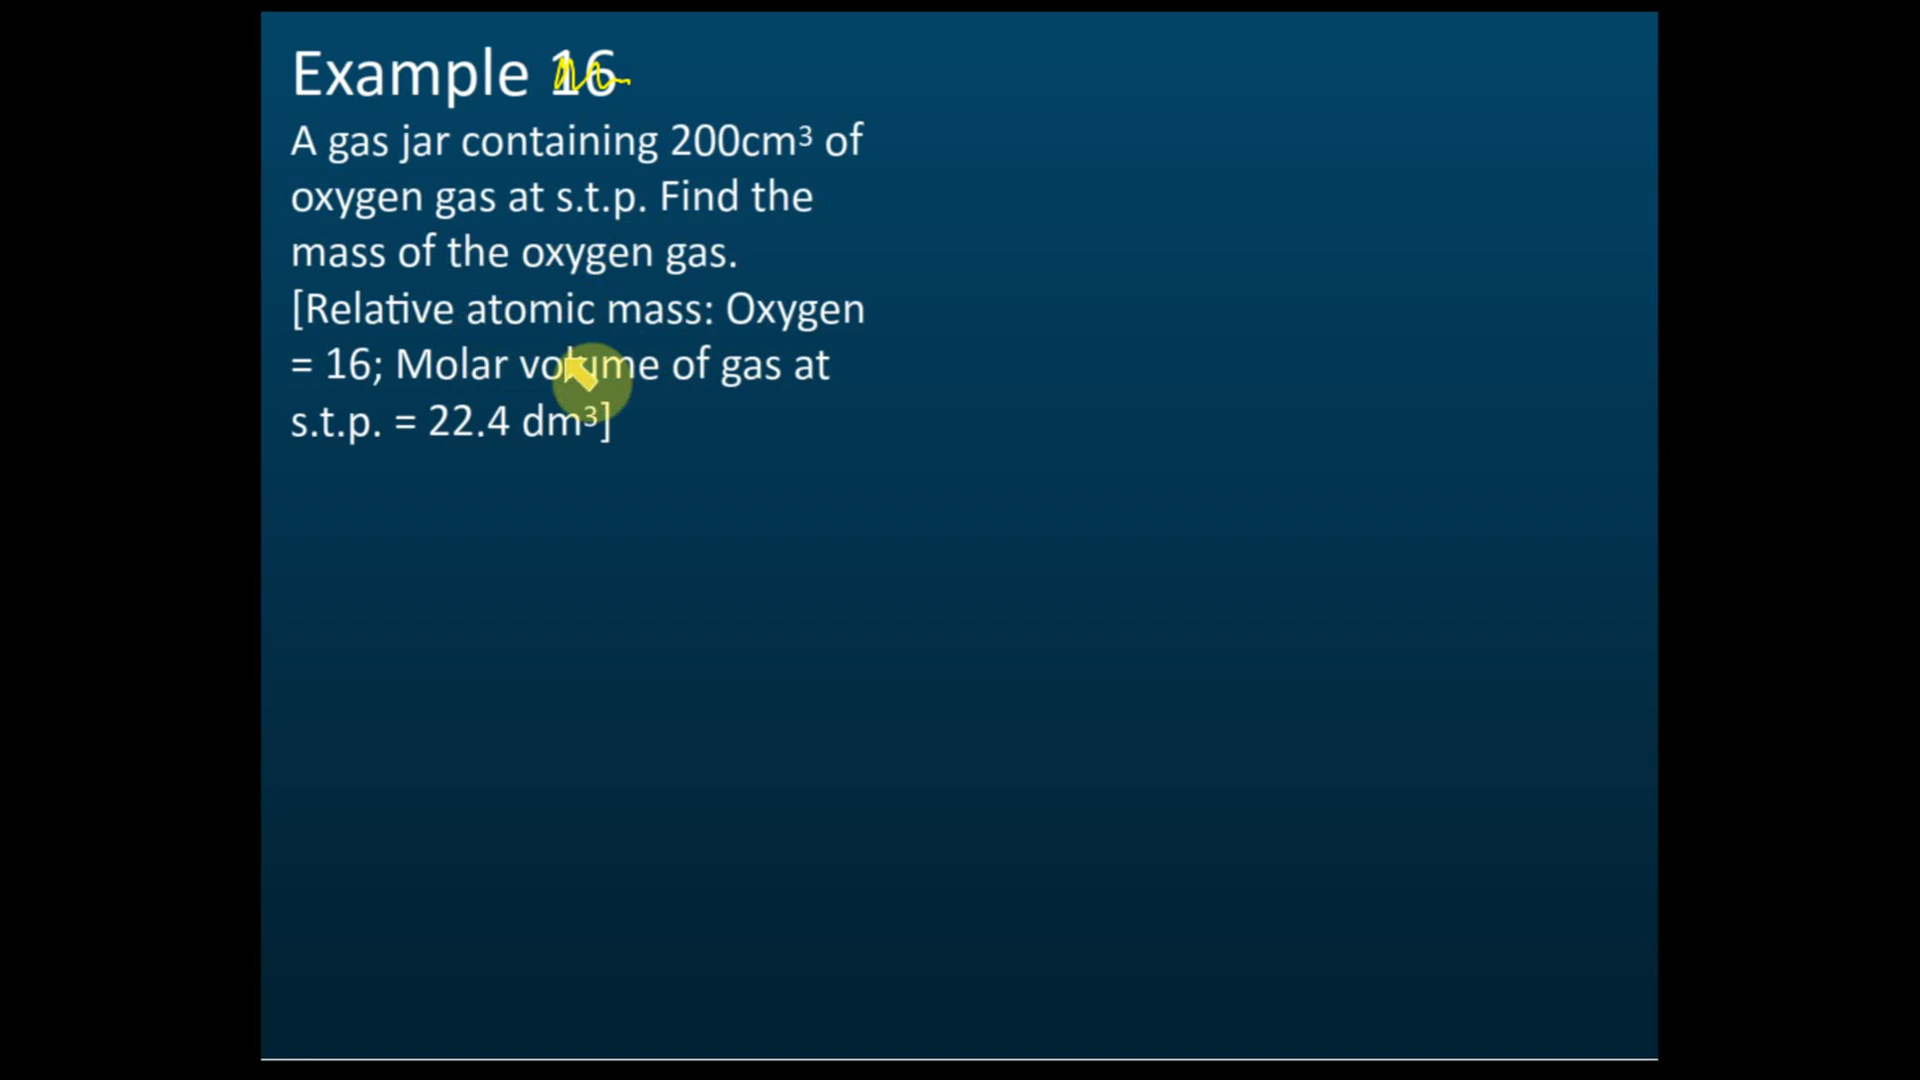 Example 16
A gas jar containing 200cm³ of
oxygen gas at s.t.p. Find the
mass of the oxygen gas.
[Relative atomic mass: Oxygen
= 16; Molar volume of gas at
s.t.p. = 22.4 dm³]